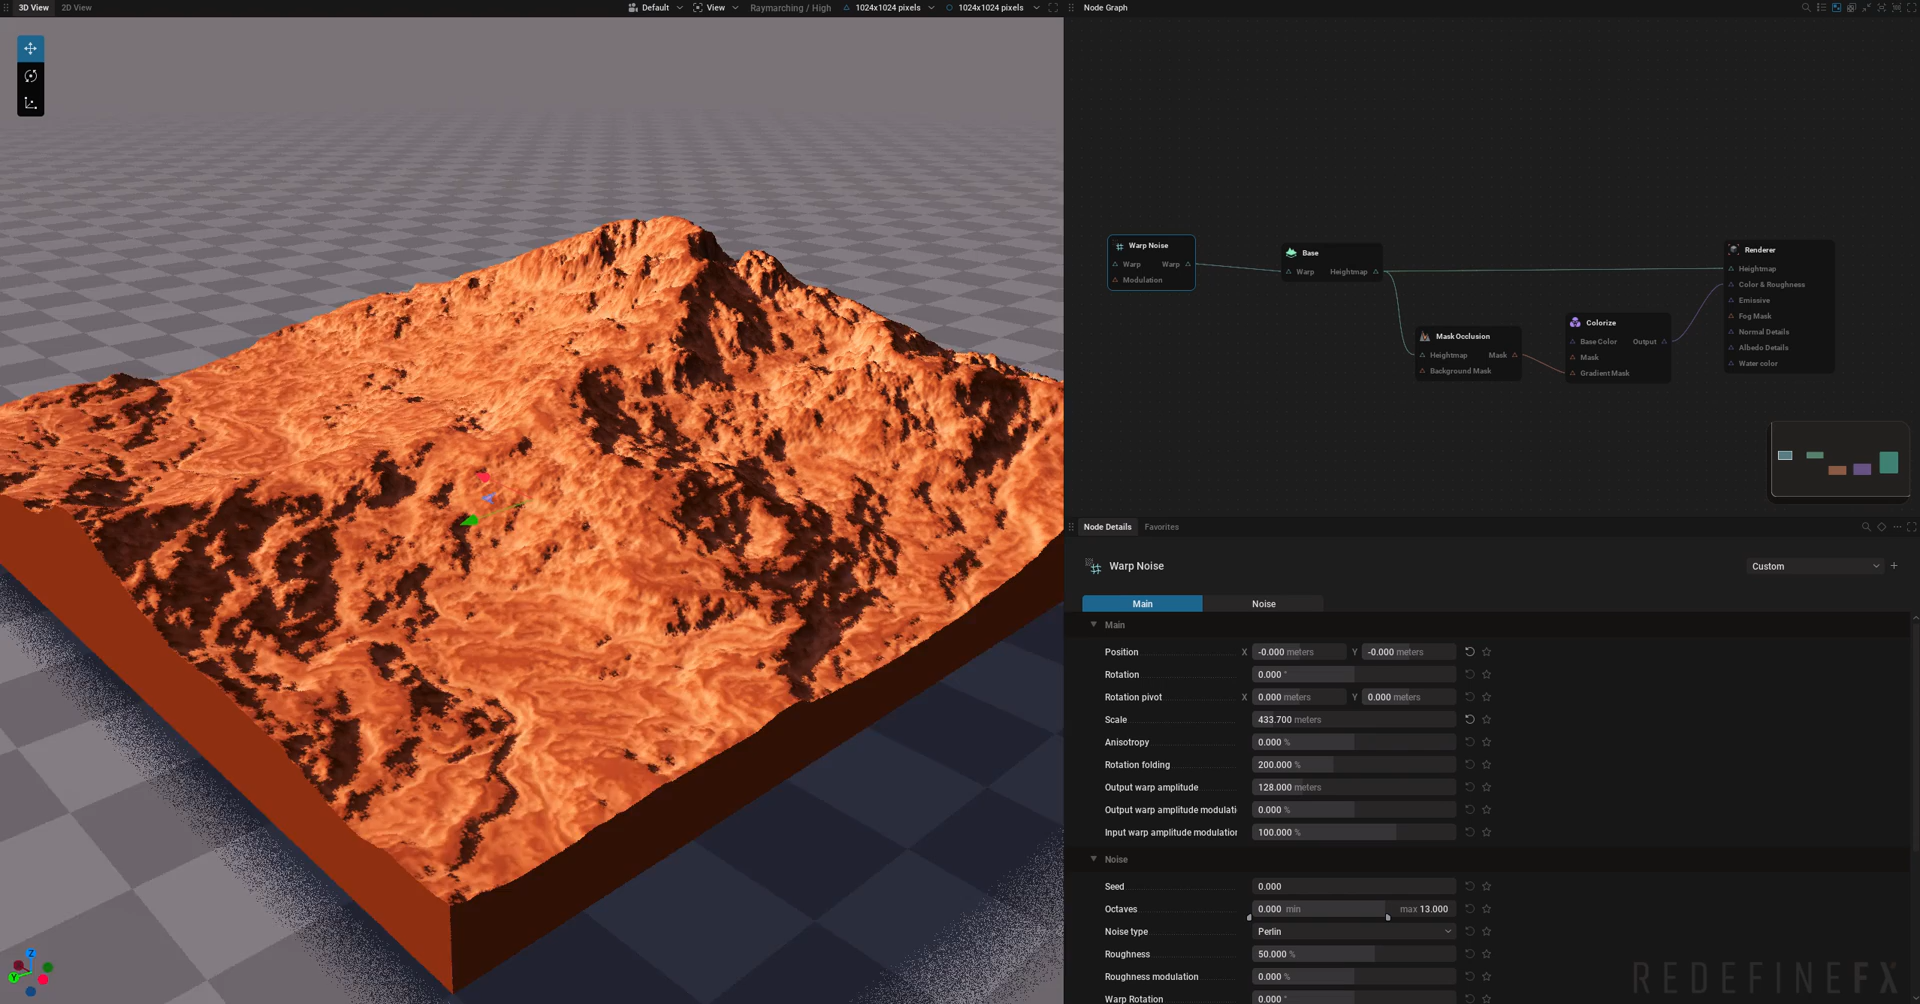 3D View 2D View Default View Raymarching / High 1024x1024 pixels 1024x1024 pixels Node Graph
Warp Noise
Warp Warp
Modulation
Base
Warp Heightmap
Renderer
Heightmap
Color & Roughness
Emissive
Fog Mask
Normal Details
Albedo Details
Water color
Mask Occlusion
Heightmap Mask
Background Mask
Colorize
Base Color Output
Mask
Gradient Mask
Node Details Favorites
Warp Noise Custom
Main Noise
Main
Position X -0.000 meters Y -0.000 meters
Rotation 0.000 °
Rotation pivot X 0.000 meters Y 0.000 meters
Scale 433.700 meters
Anisotropy 0.000 %
Rotation folding 200.000 %
Output warp amplitude 128.000 meters
Output warp amplitude modulati 0.000 %
Input warp amplitude modulation 100.000 %
Noise
Seed 0.000
Octaves 0.000 min max 13.000
Noise type Perlin
Roughness 50.000 %
Roughness modulation 0.000 %
Warp Rotation 0.000 °
REDEFINEFX
Z
Y